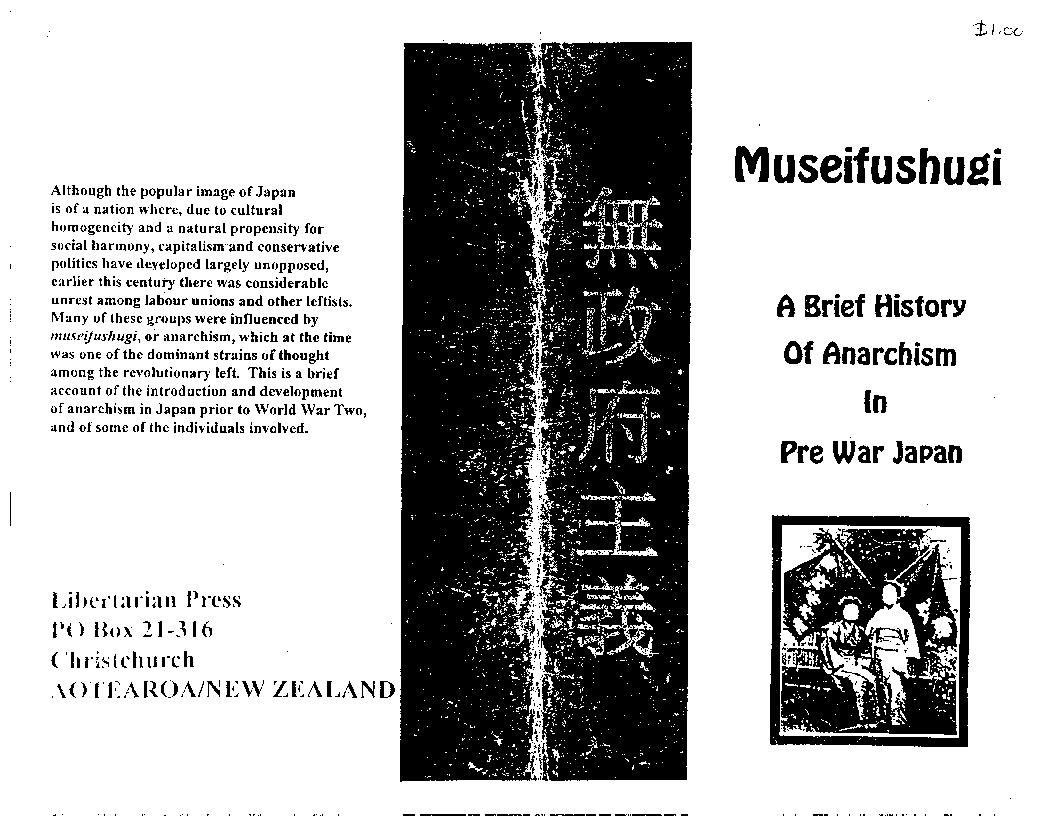 Although the popular image of Japan
is of a nation where, due to cultural
homogeneity and a natural propensity for
social harmony, capitalism and conservative
politics have developed largely unopposed,
earlier this century there was considerable
unrest among labour unions and other leftists.
Many of these groups were influenced by
museifushugi, or anarchism, which at the time
was one of the dominant strains of thought
among the revolutionary left. This is a brief
account of the introduction and development
of anarchism in Japan prior to World War Two,
and of some of the individuals involved.
Libertarian Press
PO Box 21-316
Christchurch
AOTEAROA/NEW ZEALAND
無政府主義
$1.00
Museifushugi
A Brief History
Of Anarchism
In
Pre War Japan